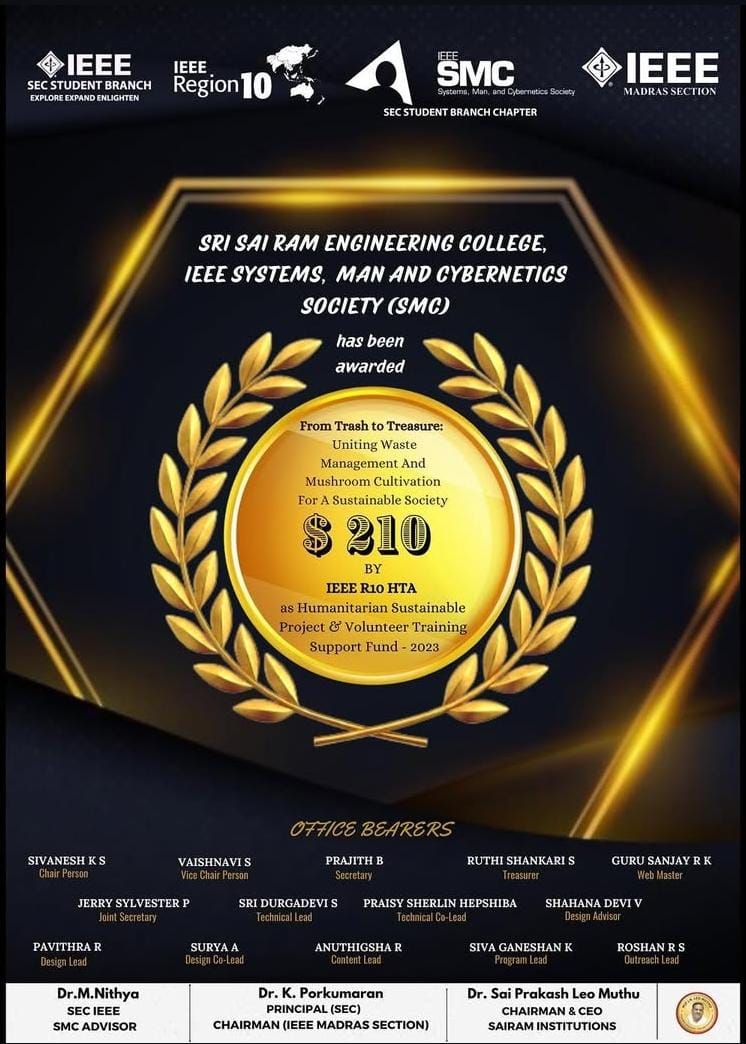 IEEE
SEC STUDENT BRANCH
EXPLORE EXPAND ENLIGHTEN
IEEE
Region 10
IEEE
SMC
Systems, Man, and Cybernetics Society
SEC STUDENT BRANCH CHAPTER
IEEE
MADRAS SECTION
SRI SAI RAM ENGINEERING COLLEGE,
IEEE SYSTEMS, MAN AND CYBERNETICS
SOCIETY (SMC)
has been
awarded
From Trash to Treasure:
Uniting Waste
Management And
Mushroom Cultivation
For A Sustainable Society
$ 210
BY
IEEE R10 HTA
as Humanitarian Sustainable
Project & Volunteer Training
Support Fund - 2023
OFFICE BEARERS
SIVANESH K S VAISHNAVI S PRAJITH B RUTHI SHANKARI S GURU SANJAY R K
Chair Person Vice Chair Person Secretary Treasurer Web Master
JERRY SYLVESTER P SRI DURGADEVI S PRAISY SHERLIN HEPSHIBA SHAHANA DEVI V
Joint Secretary Technical Lead Technical Co-Lead Design Advisor
PAVITHRA R SURYA A ANUTHIGSHA R SIVA GANESHAN K ROSHAN R S
Design Lead Design Co-Lead Content Lead Program Lead Outreach Lead
Dr.M.Nithya Dr. K. Porkumaran Dr. Sai Prakash Leo Muthu
SEC IEEE PRINCIPAL (SEC) CHAIRMAN & CEO
SMC ADVISOR CHAIRMAN (IEEE MADRAS SECTION) SAIRAM INSTITUTIONS